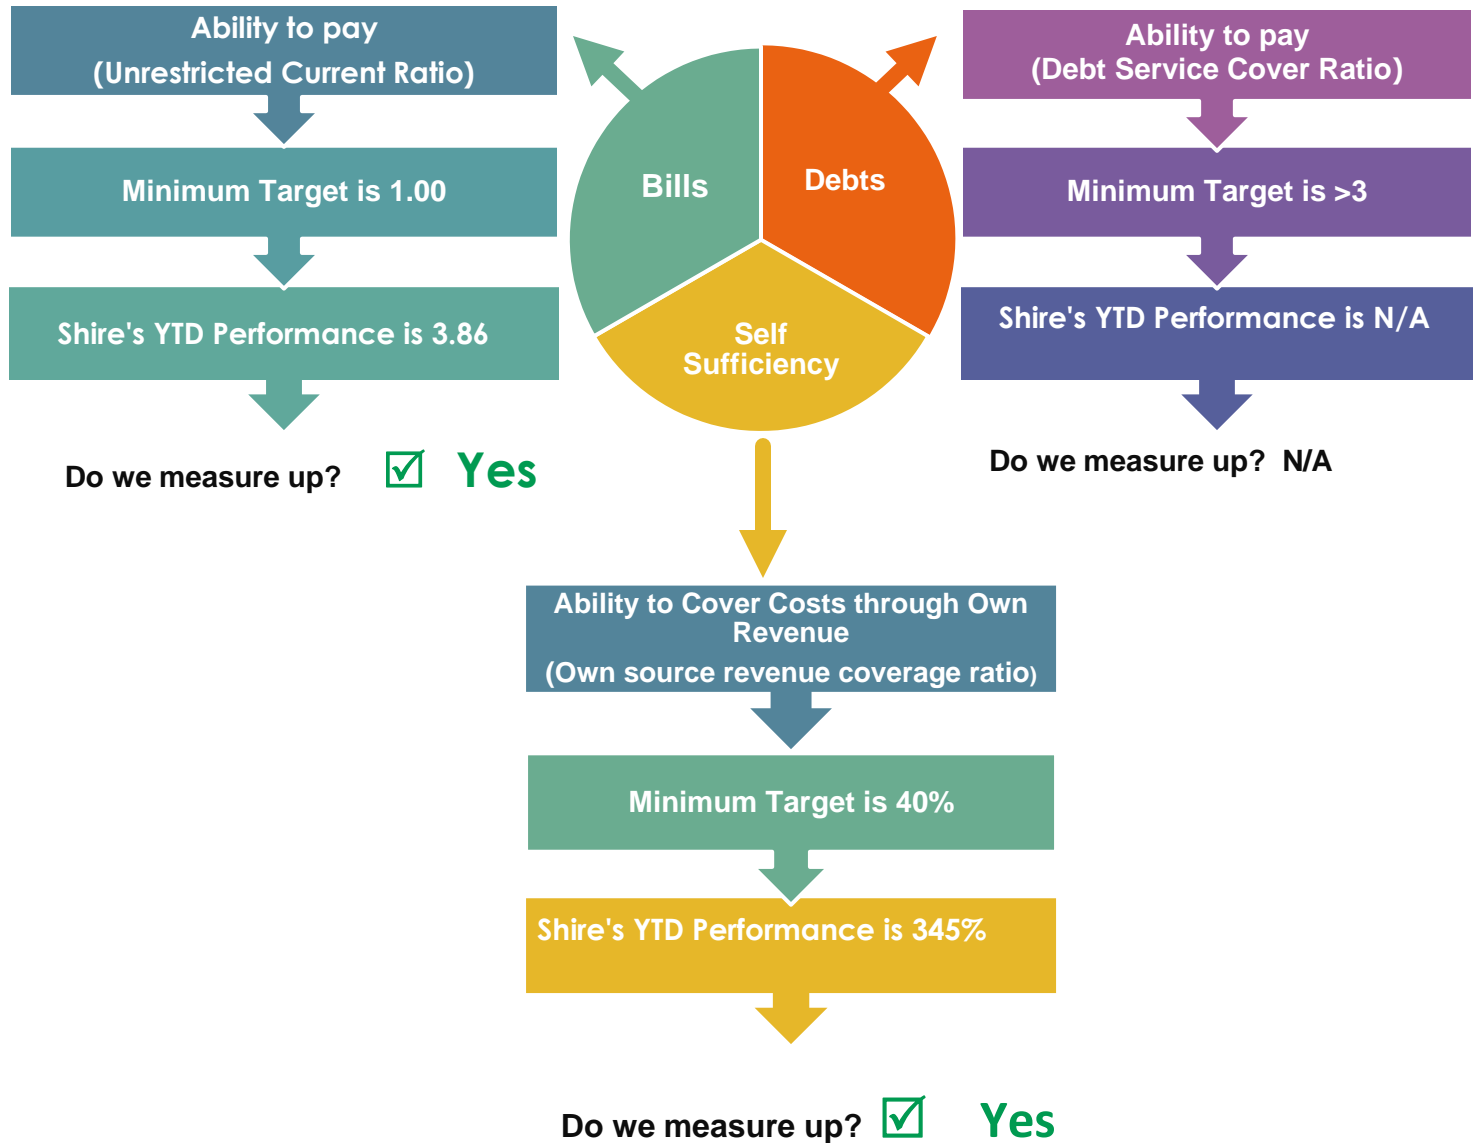 Ability to pay
(Unrestricted Current Ratio)
Minimum Target is 1.00
Shire's YTD Performance is 3.86
Do we measure up? ☑ Yes
Bills
Debts
Self
Sufficiency
Ability to pay
(Debt Service Cover Ratio)
Minimum Target is >3
Shire's YTD Performance is N/A
Do we measure up? N/A
Ability to Cover Costs through Own
Revenue
(Own source revenue coverage ratio)
Minimum Target is 40%
Shire's YTD Performance is 345%
Do we measure up? ☑ Yes